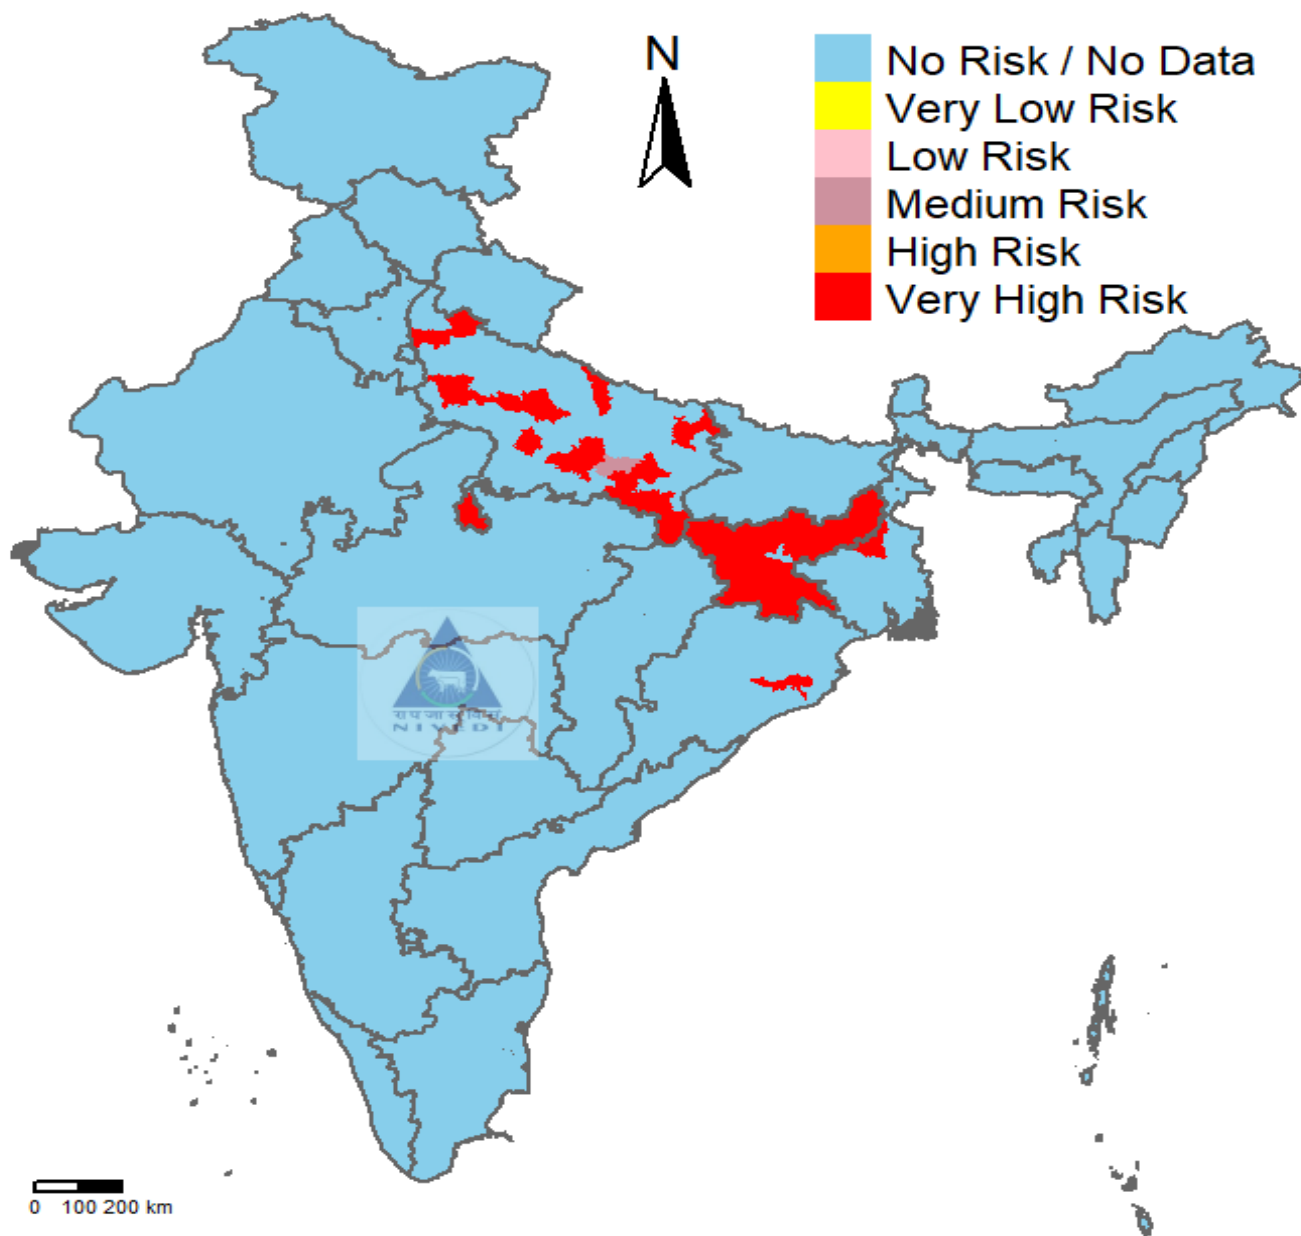 N
No Risk / No Data
Very Low Risk
Low Risk
Medium Risk
High Risk
Very High Risk
NIVEDI
0 100 200 km